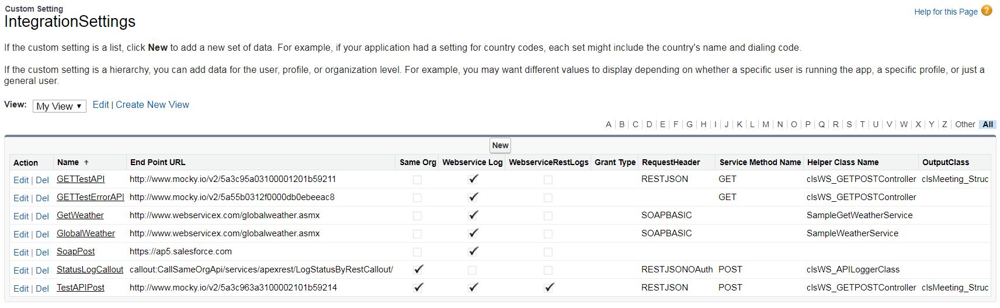 Custom Setting
IntegrationSettings
Help for this Page ?
If the custom setting is a list, click New to add a new set of data. For example, if your application had a setting for country codes, each set might include the country's name and dialing code.
If the custom setting is a hierarchy, you can add data for the user, profile, or organization level. For example, you may want different values to display depending on whether a specific user is running the app, a specific profile, or just a
general user.
View: My View ▼ Edit | Create New View
A | B | C | D | E | F | G | H | I | J | K | L | M | N | O | P | Q | R | S | T | U | V | W | X | Y | Z | Other | All
New
Action Name ↑ End Point URL Same Org Webservice Log WebserviceRestLogs Grant Type RequestHeader Service Method Name Helper Class Name OutputClass
Edit | Del GETTestAPI http://www.mocky.io/v2/5a3c95a03100001201b59211 RESTJSON GET clsWS_GETPOSTController clsMeeting_Struc
Edit | Del GETTestErrorAPI http://www.mocky.io/v2/5a55b0312f0000db0ebeeac8 GET clsWS_GETPOSTController
Edit | Del GetWeather http://www.webservicex.com/globalweather.asmx SOAPBASIC SampleGetWeatherService
Edit | Del GlobalWeather http://www.webservicex.com/globalweather.asmx SOAPBASIC SampleWeatherService
Edit | Del SoapPost https://ap5.salesforce.com
Edit | Del StatusLogCallout callout:CallSameOrgApi/services/apexrest/LogStatusByRestCallout/ RESTJSONOAuth POST clsWS_APILoggerClass
Edit | Del TestAPIPost http://www.mocky.io/v2/5a3c963a3100002101b59214 RESTJSON POST clsWS_GETPOSTController clsMeeting_Struc